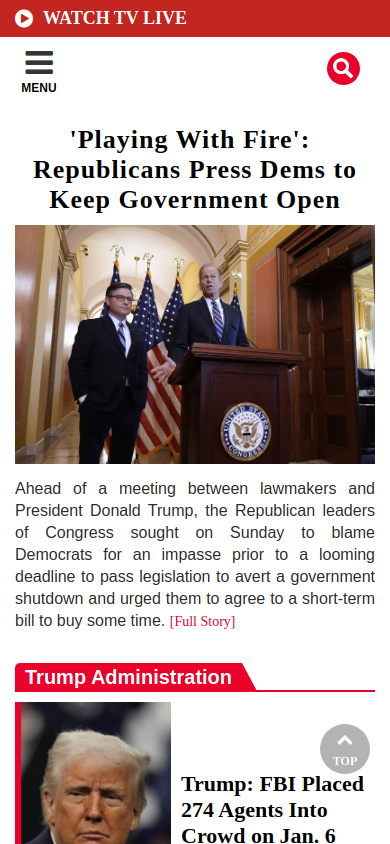 WATCH TV LIVE
MENU
'Playing With Fire':
Republicans Press Dems to
Keep Government Open
UNITED STATES
Ahead of a meeting between lawmakers and
President Donald Trump, the Republican leaders
of Congress sought on Sunday to blame
Democrats for an impasse prior to a looming
deadline to pass legislation to avert a government
shutdown and urged them to agree to a short-term
bill to buy some time. [Full Story]
Trump Administration
TOP
Trump: FBI Placed
274 Agents Into
Crowd on Jan. 6